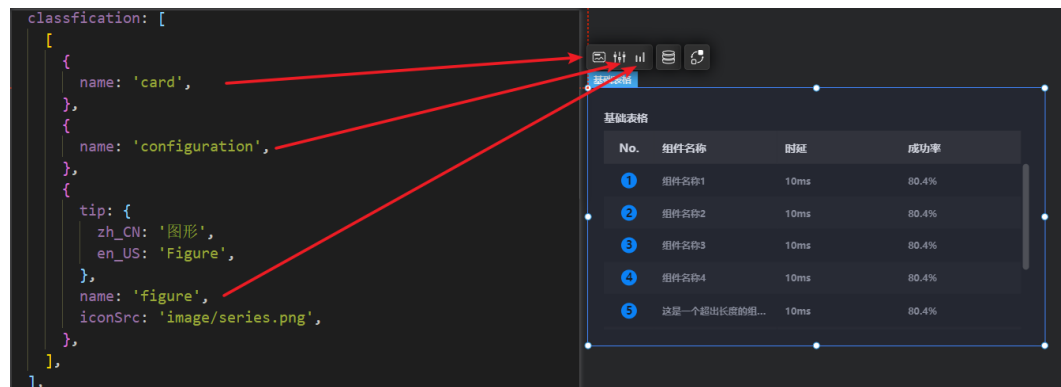 classfication: [
[
{
name: 'card',
},
{
name: 'configuration',
},
{
tip: {
zh_CN: '图形',
en_US: 'Figure',
},
name: 'figure',
iconSrc: 'image/series.png',
},
],
],
基础表格
基础表格
No. 组件名称 时延 成功率
1 组件名称1 10ms 80.4%
2 组件名称2 10ms 80.4%
3 组件名称3 10ms 80.4%
4 组件名称4 10ms 80.4%
5 这是一个超出长度的组... 10ms 80.4%